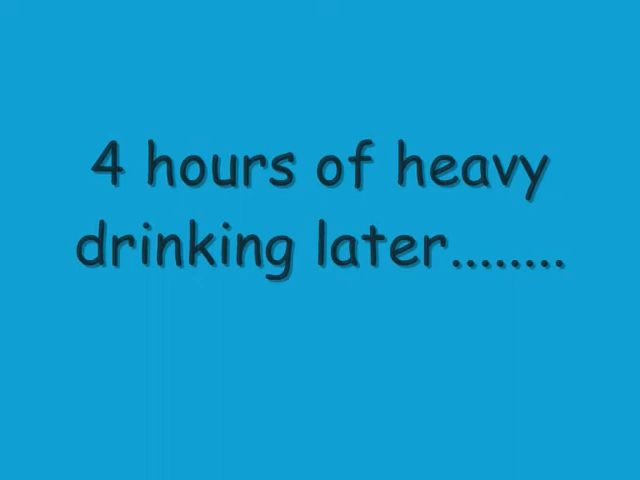 4 hours of heavy
drinking later........